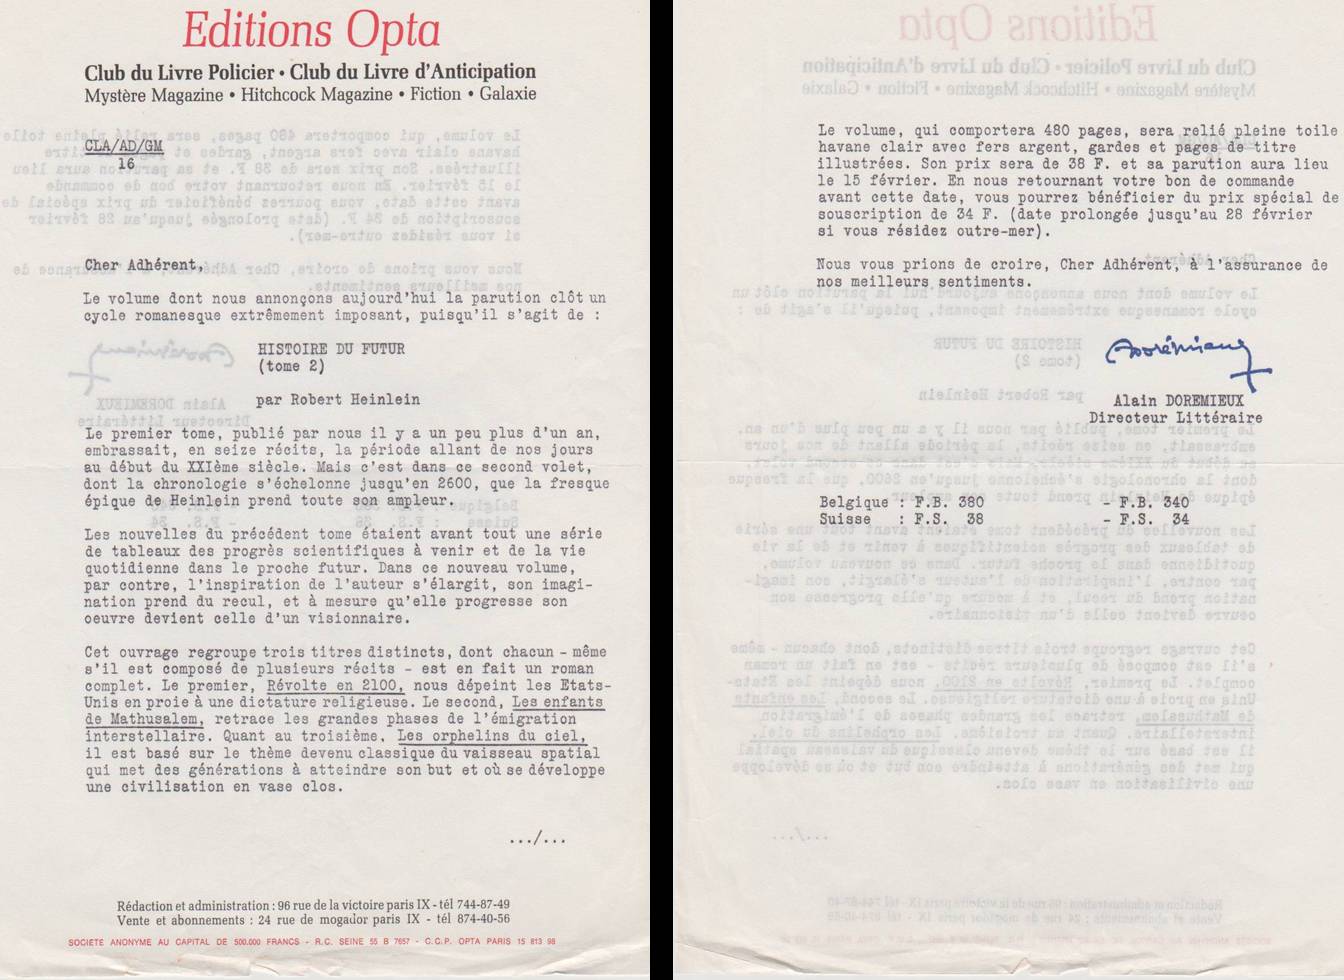 Editions Opta
Club du Livre Policier • Club du Livre d'Anticipation
Mystère Magazine • Hitchcock Magazine • Fiction • Galaxie
CLA/AD/GM
16
Cher Adhérent,
Le volume dont nous annonçons aujourd'hui la parution clôt un
cycle romanesque extrêmement imposant, puisqu'il s'agit de :
HISTOIRE DU FUTUR
(tome 2)
par Robert Heinlein
Le premier tome, publié par nous il y a un peu plus d'un an,
embrassait, en seize récits, la période allant de nos jours
au début du XXIème siècle. Mais c'est dans ce second volet,
dont la chronologie s'échelonne jusqu'en 2600, que la fresque
épique de Heinlein prend toute son ampleur.
Les nouvelles du précédent tome étaient avant tout une série
de tableaux des progrès scientifiques à venir et de la vie
quotidienne dans le proche futur. Dans ce nouveau volume,
par contre, l'inspiration de l'auteur s'élargit, son imagi-
nation prend du recul, et à mesure qu'elle progresse son
oeuvre devient celle d'un visionnaire.
Cet ouvrage regroupe trois titres distincts, dont chacun - même
s'il est composé de plusieurs récits - est en fait un roman
complet. Le premier, Révolte en 2100, nous dépeint les Etats-
Unis en proie à une dictature religieuse. Le second, Les enfants
de Mathusalem, retrace les grandes phases de l'émigration
interstellaire. Quant au troisième, Les orphelins du ciel,
il est basé sur le thème devenu classique du vaisseau spatial
qui met des générations à atteindre son but et où se développe
une civilisation en vase clos.
.../...
Rédaction et administration : 96 rue de la victoire paris IX - tél 744-87-49
Vente et abonnements : 24 rue de mogador paris IX - tél 874-40-56
SOCIETE ANONYME AU CAPITAL DE 500.000 FRANCS - R.C. SEINE 55 B 7657 - C.C.P. OPTA PARIS 15 813 98
Le volume, qui comportera 480 pages, sera relié pleine toile
havane clair avec fers argent, gardes et pages de titre
illustrées. Son prix sera de 38 F. et sa parution aura lieu
le 15 février. En nous retournant votre bon de commande
avant cette date, vous pourrez bénéficier du prix spécial de
souscription de 34 F. (date prolongée jusqu'au 28 février
si vous résidez outre-mer).
Nous vous prions de croire, Cher Adhérent, à l'assurance de
nos meilleurs sentiments.
Dorémieux
Alain DOREMIEUX
Directeur Littéraire
Belgique : F.B. 380 - F.B. 340
Suisse : F.S. 38 - F.S. 34